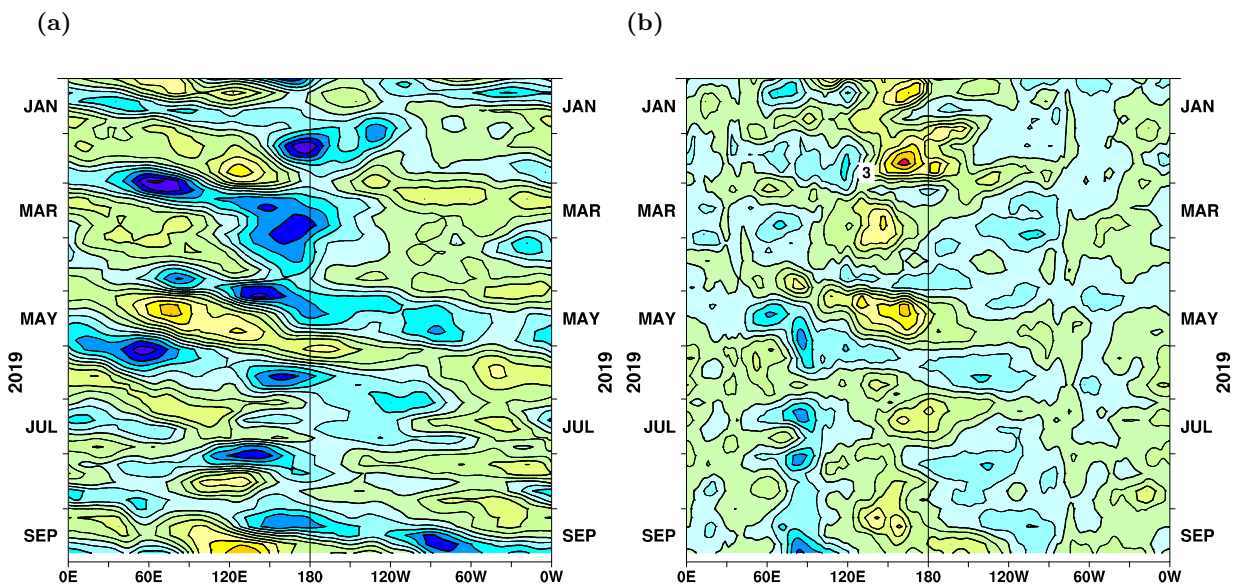 (a) (b)
JAN JAN JAN JAN
3
MAR MAR MAR MAR
MAY MAY MAY MAY
2019 2019 2019 2019
JUL JUL JUL JUL
SEP SEP SEP SEP
0E 60E 120E 180 120W 60W 0W 0E 60E 120E 180 120W 60W 0W